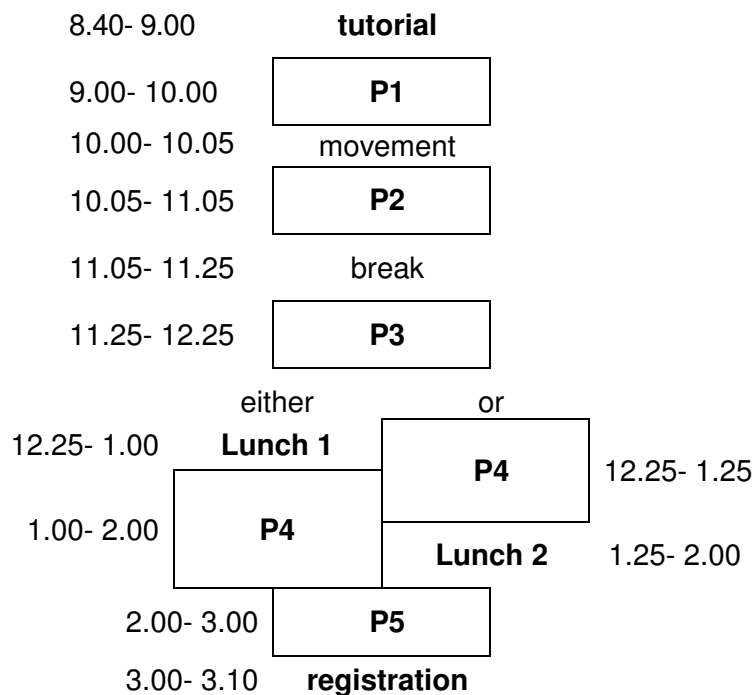 8.40- 9.00 tutorial
9.00- 10.00 P1
10.00- 10.05 movement
10.05- 11.05 P2
11.05- 11.25 break
11.25- 12.25 P3
either or
12.25- 1.00 Lunch 1 P4 12.25- 1.25
1.00- 2.00 P4 Lunch 2 1.25- 2.00
2.00- 3.00 P5
3.00- 3.10 registration